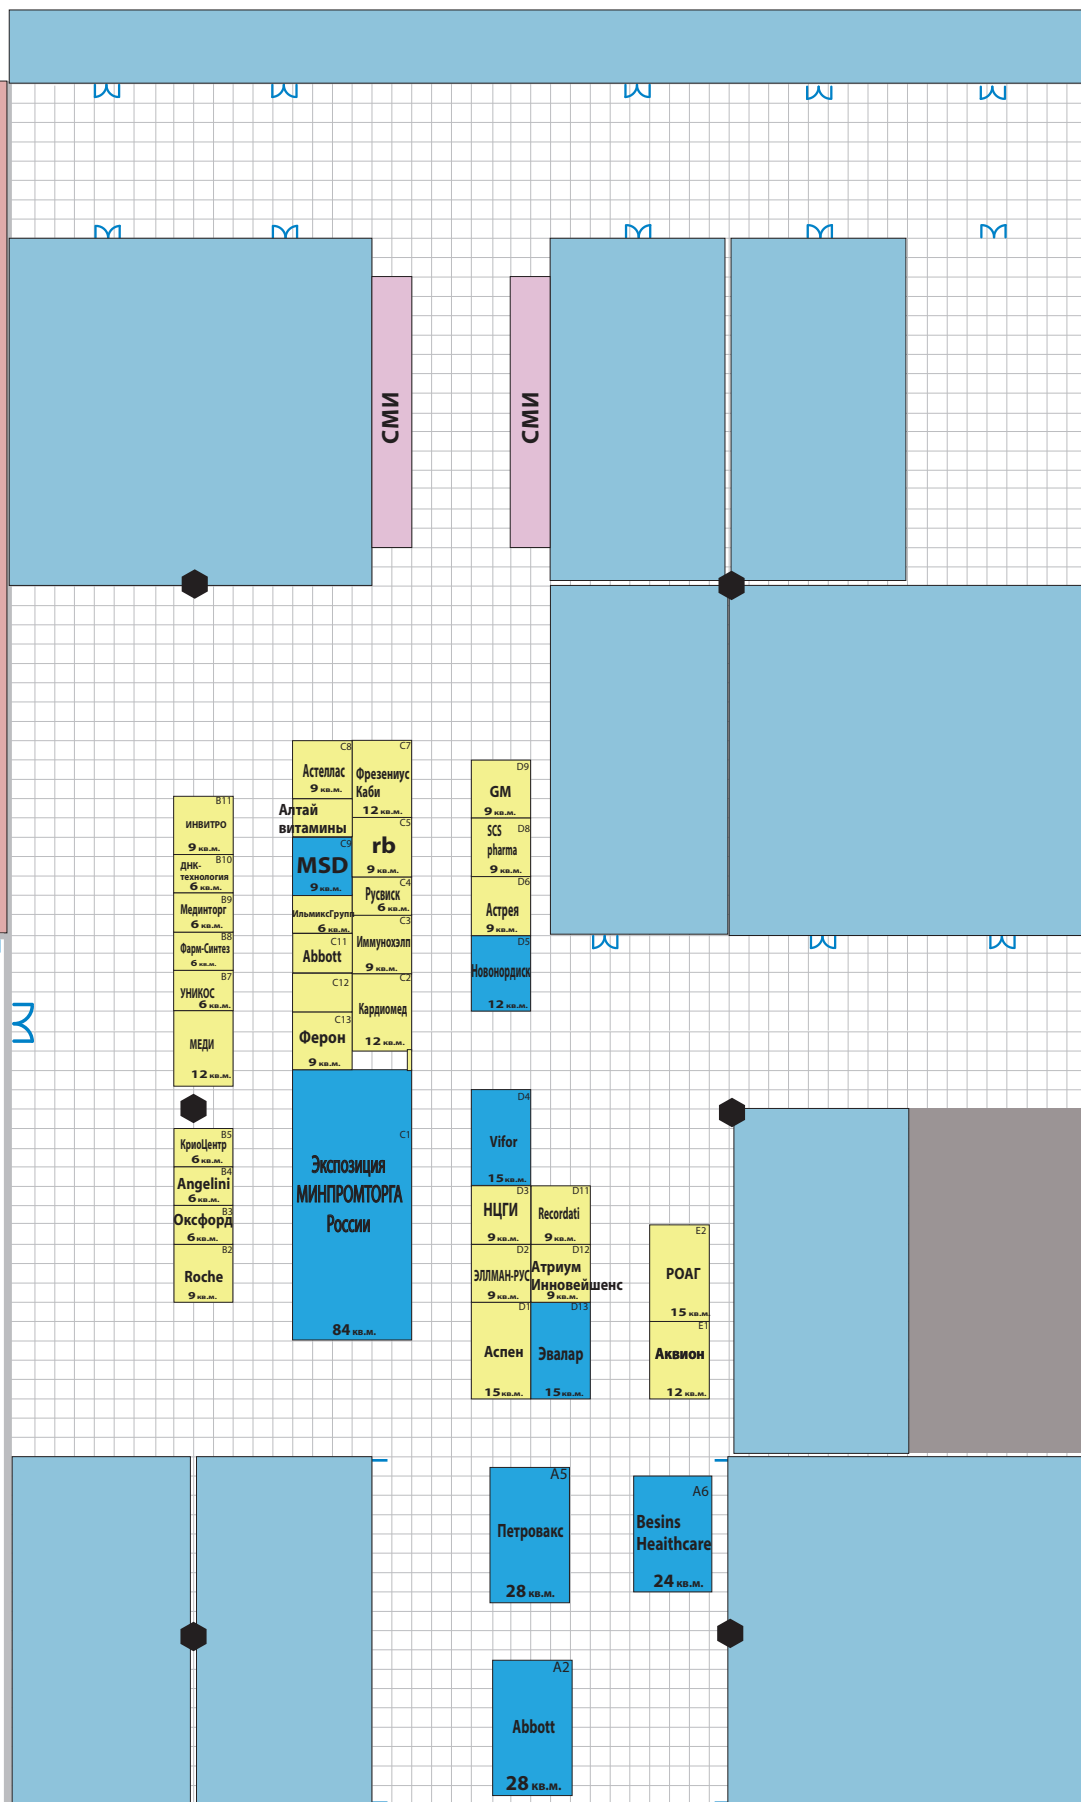 СМИ
СМИ
C8
Астеллас
9 кв.м.
C7
Фрезениус
Каби
12 кв.м.
Алтай
витамины
C5
rb
9 кв.м.
C9
MSD
9 кв.м.
C4
Русвиск
6 кв.м.
ИльмиксГрупп
6 кв.м.
C3
Иммунохэлп
9 кв.м.
C11
Abbott
C12
C2
Кардиомед
12 кв.м.
C13
Ферон
9 кв.м.
C1
Экспозиция
МИНПРОМТОРГА
России
84 кв.м.
B11
ИНВИТРО
9 кв.м.
B10
ДНК-
технология
6 кв.м.
B9
Мединторг
6 кв.м.
B8
Фарм-Синтез
6 кв.м.
B7
УНИКОС
6 кв.м.
МЕДИ
12 кв.м.
B5
КриоЦентр
6 кв.м.
B4
Angelini
6 кв.м.
B3
Оксфорд
6 кв.м.
B2
Roche
9 кв.м.
D9
GM
9 кв.м.
D8
SCS
pharma
9 кв.м.
D6
Астрея
9 кв.м.
D5
Новонордиск
12 кв.м.
D4
Vifor
15 кв.м.
D3
НЦГИ
9 кв.м.
D11
Recordati
9 кв.м.
D2
ЭЛЛМАН-РУС
9 кв.м.
D12
Атриум
Инновейшенс
9 кв.м.
D1
Аспен
15 кв.м.
D13
Эвалар
15 кв.м.
E2
РОАГ
15 кв.м.
E1
Аквион
12 кв.м.
A5
Петровакс
28 кв.м.
A6
Besins
Heaithcare
24 кв.м.
A2
Abbott
28 кв.м.